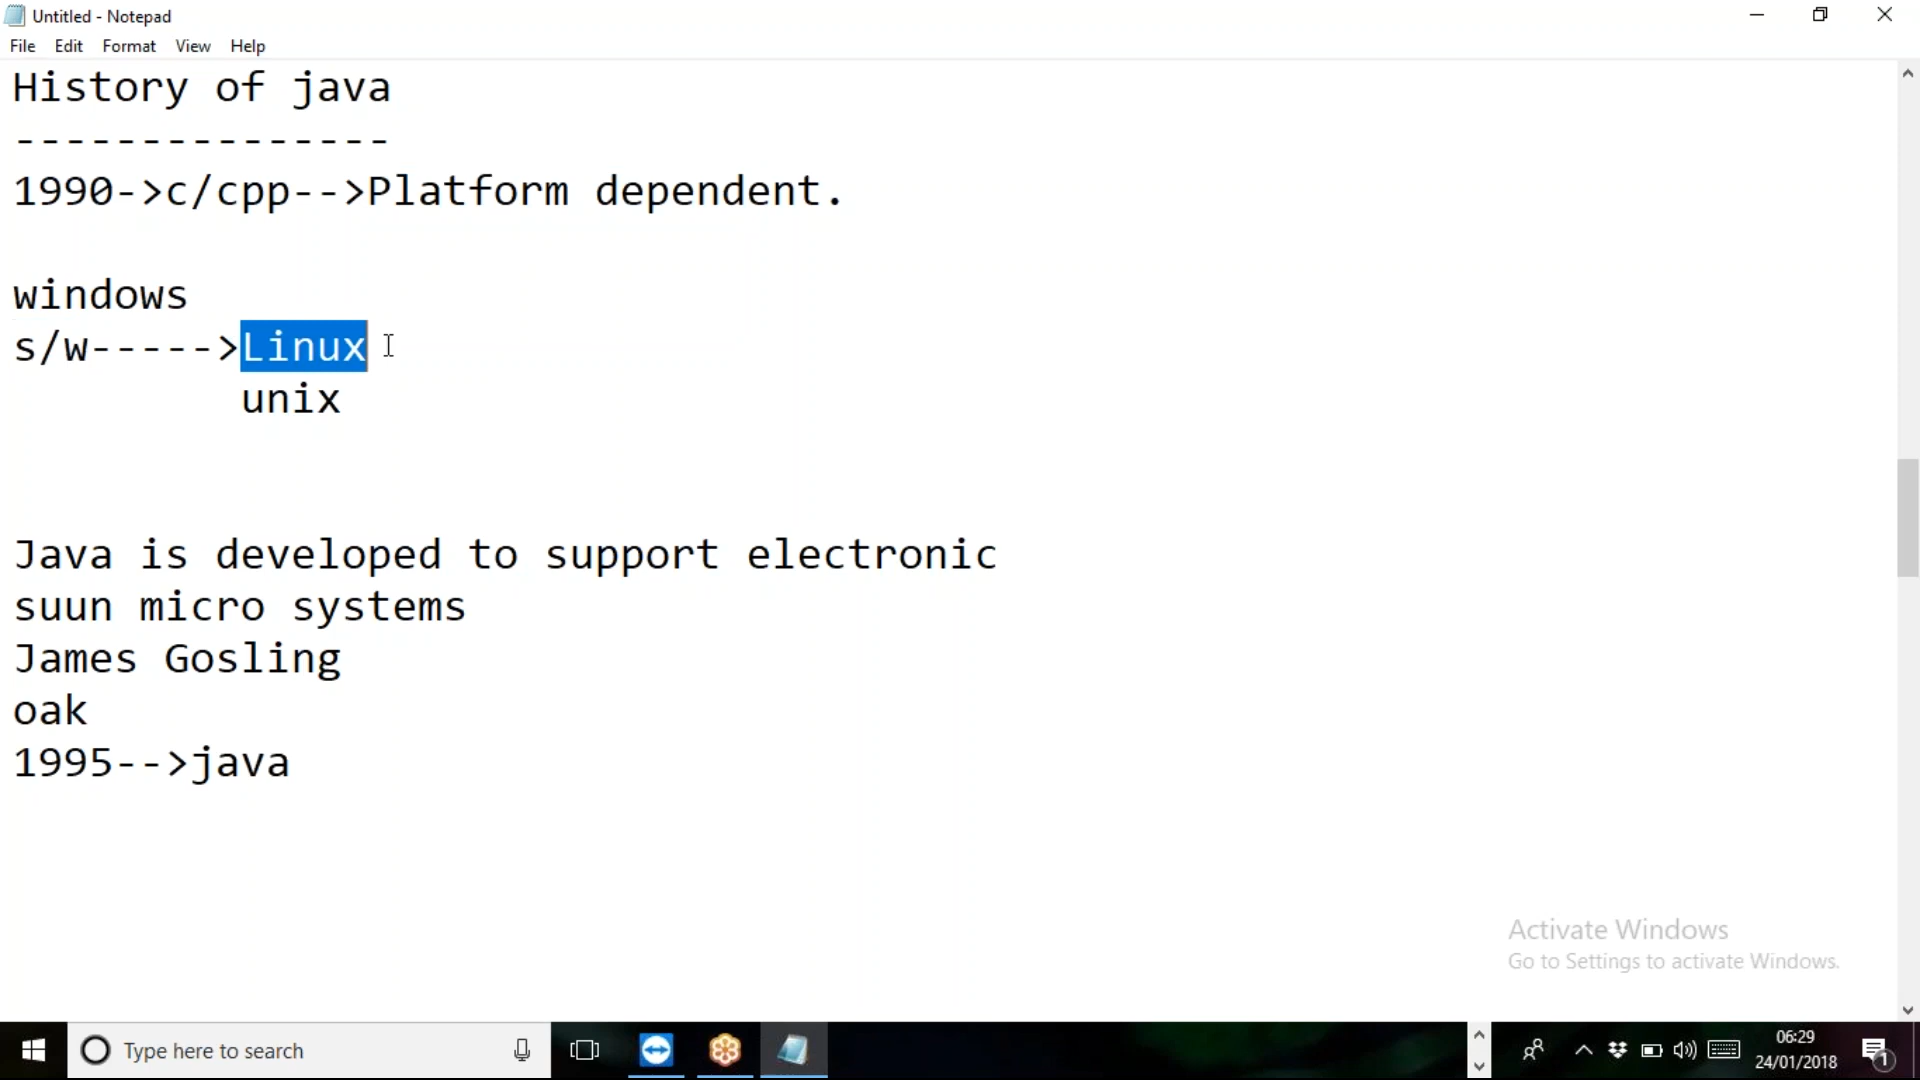 Untitled - Notepad
File Edit Format View Help
History of java
---------------
1990->c/cpp-->Platform dependent.
windows
s/w----->Linux
unix
Java is developed to support electronic
suun micro systems
James Gosling
oak
1995-->java
Activate Windows
Go to Settings to activate Windows.
Type here to search
06:29
24/01/2018
1